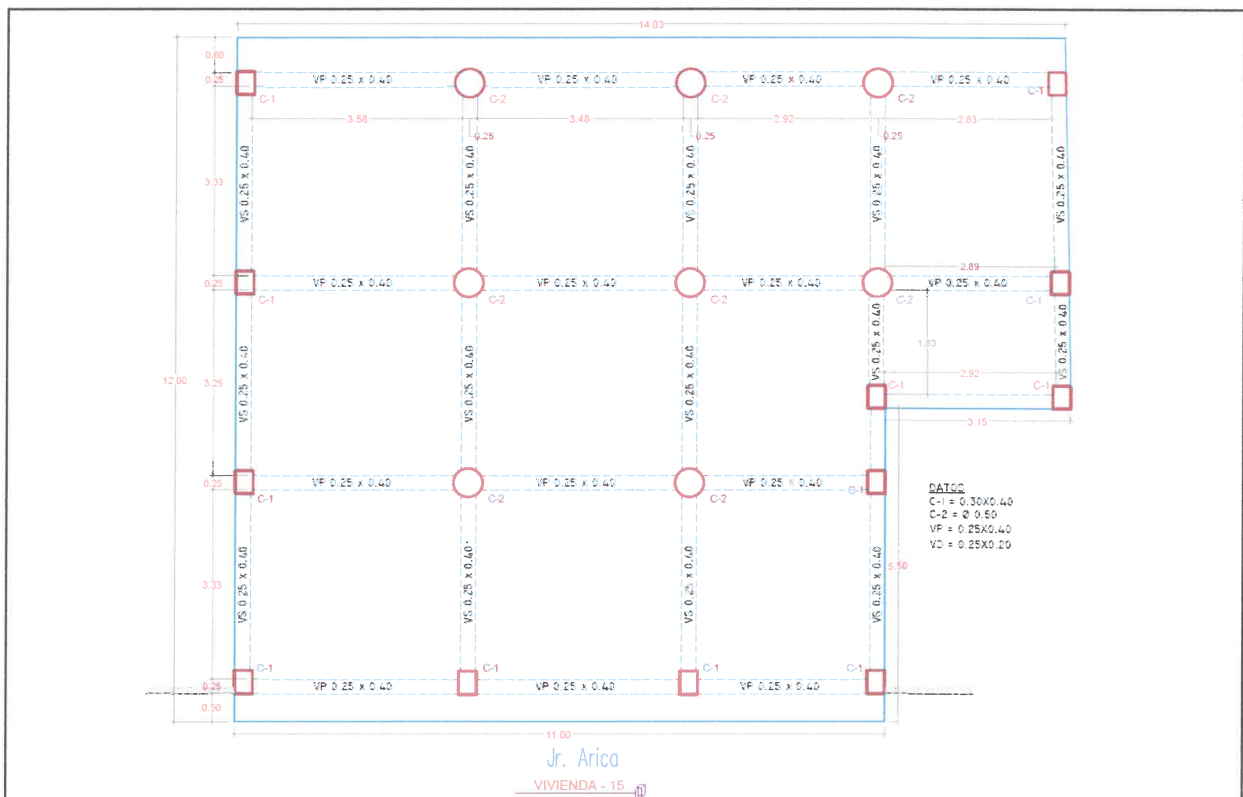 14.03
0.60
0.25
VP 0.25 x 0.40
VP 0.25 x 0.40
VP 0.25 x 0.40
VP 0.25 x 0.40
C-1
C-2
C-2
C-2
C-1
3.58
3.48
2.92
2.83
0.25
0.25
0.25
3.33
VS 0.25 x 0.40
VS 0.25 x 0.40
VS 0.25 x 0.40
VS 0.25 x 0.40
VS 0.25 x 0.40
2.89
0.25
VP 0.25 x 0.40
VP 0.25 x 0.40
VP 0.25 x 0.40
VP 0.25 x 0.40
C-1
C-2
C-2
C-2
C-1
12.00
3.25
VS 0.25 x 0.40
VS 0.25 x 0.40
VS 0.25 x 0.40
VS 0.25 x 0.40
1.83
VS 0.25 x 0.40
2.92
C-1
C-1
3.15
0.25
VP 0.25 x 0.40
VP 0.25 x 0.40
VP 0.25 x 0.40
C-1
C-2
C-2
C-1
C-1 = 0.30X0.40
C-2 = Ø 0.50
VP = 0.25X0.40
3.33
VS 0.25 x 0.40
VS 0.25 x 0.40
VS 0.25 x 0.40
VS 0.25 x 0.40
5.50
C-1
C-1
C-1
C-1
0.25
VP 0.25 x 0.40
VP 0.25 x 0.40
VP 0.25 x 0.40
0.50
11.00
Jr. Arica
VIVIENDA - 15